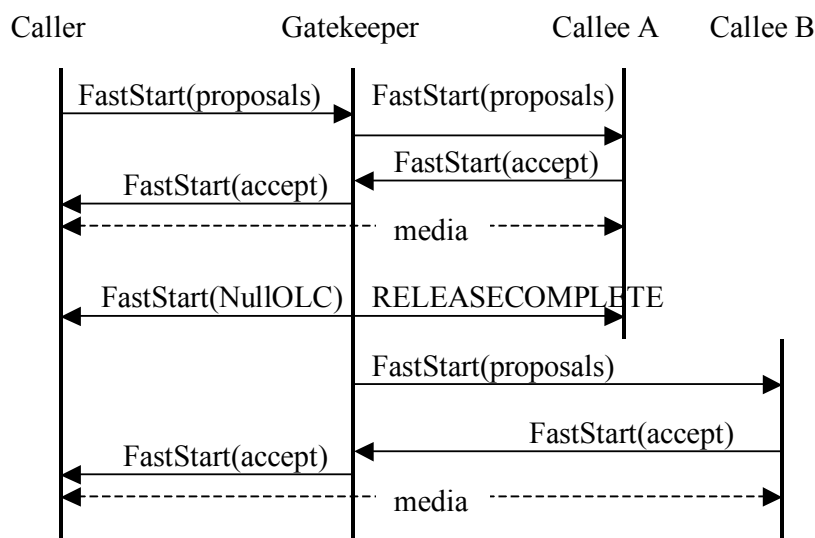 Caller Gatekeeper Callee A Callee B
FastStart(proposals) FastStart(proposals)
FastStart(accept)
FastStart(accept)
media
FastStart(NullOLC) RELEASECOMPLETE
FastStart(proposals)
FastStart(accept)
FastStart(accept)
media